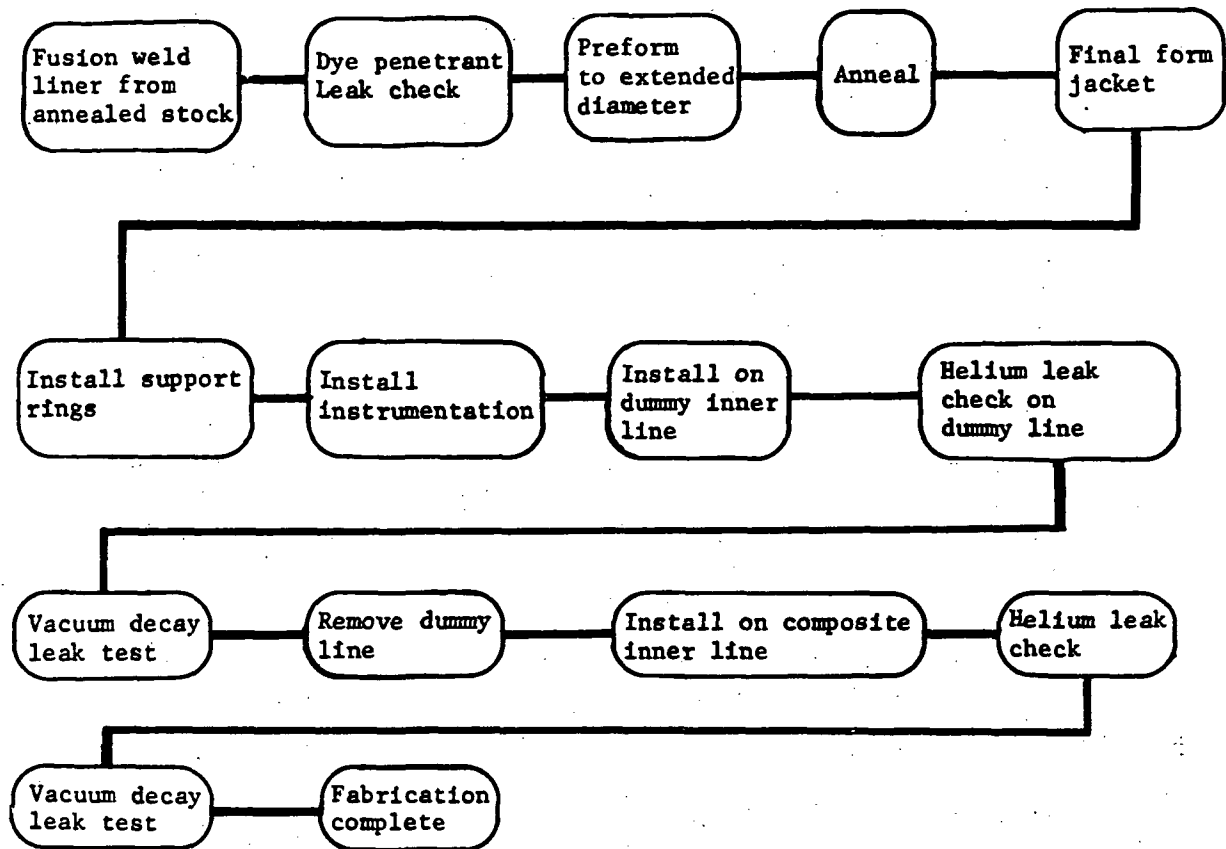 Fusion weld
liner from
annealed stock
Dye penetrant
Leak check
Preform
to extended
diameter
Anneal
Final form
jacket
Install support
rings
Install
instrumentation
Install on
dummy inner
line
Helium leak
check on
dummy line
Vacuum decay
leak test
Remove dummy
line
Install on composite
inner line
Helium leak
check
Vacuum decay
leak test
Fabrication
complete